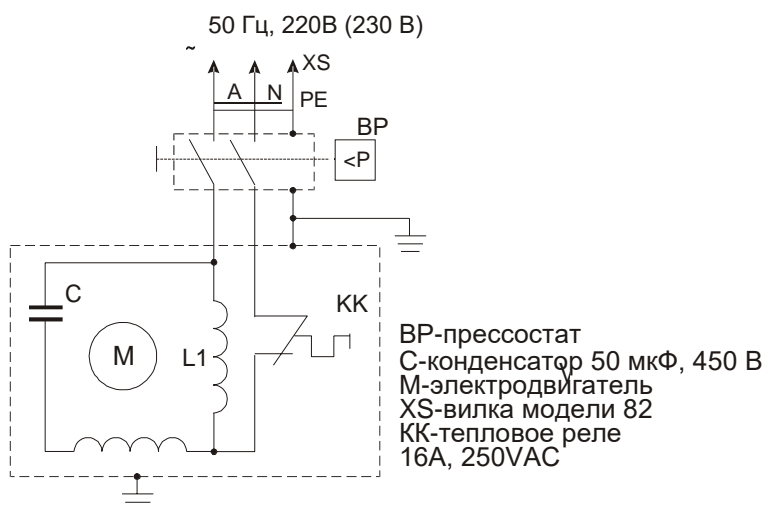 50 Гц, 220В (230 В)
~
XS
A N
PE
BP
<P
C
KK
M
L1
ВР-прессостат
С-конденсатор 50 мкФ, 450 В
М-электродвигатель
XS-вилка модели 82
КК-тепловое реле
16А, 250VAC